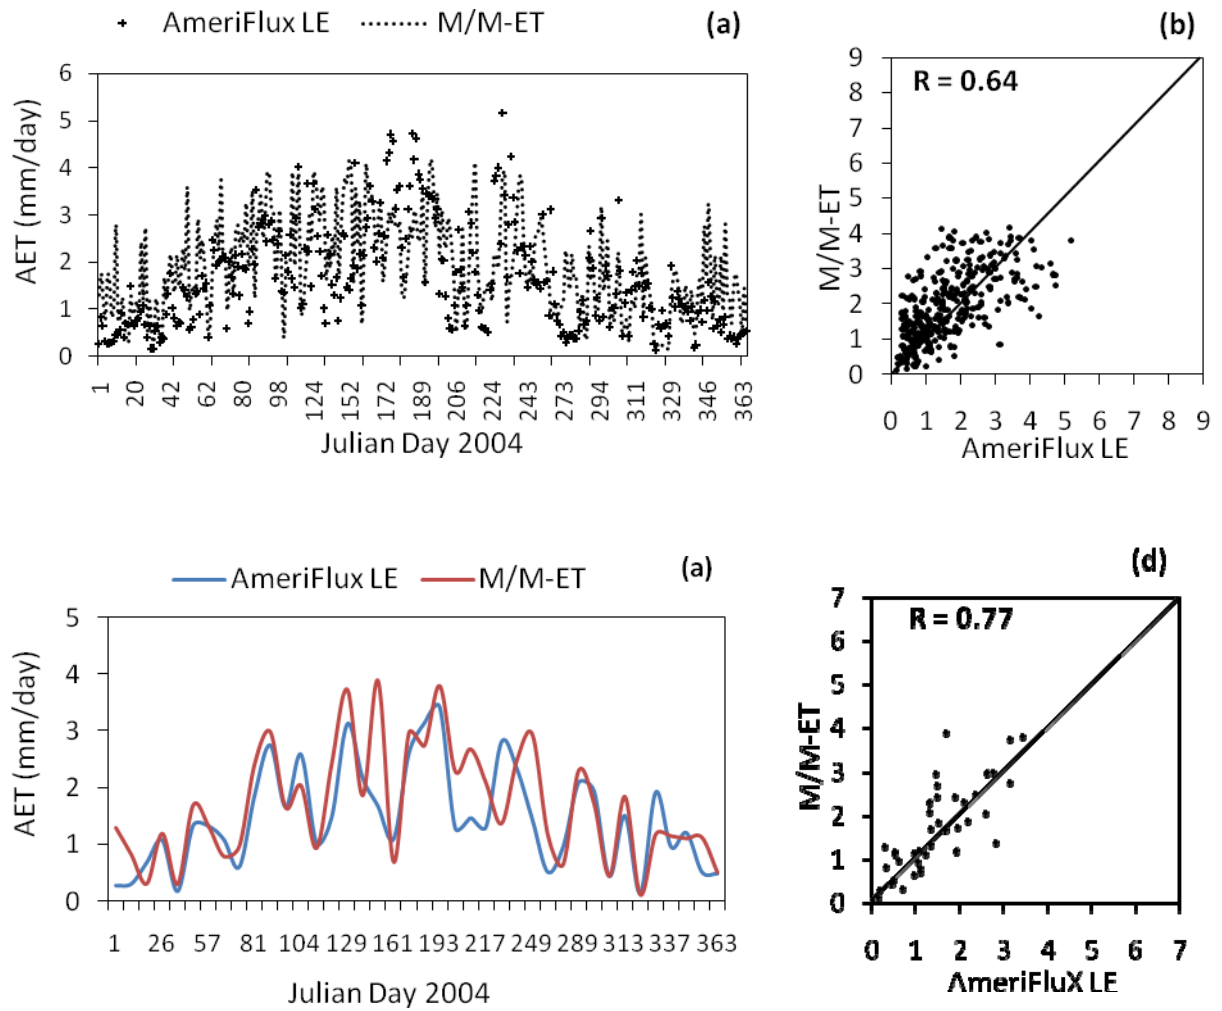 AmeriFlux LE M/M-ET (a)
AET (mm/day)
6
5
4
3
2
1
0
1 20 42 62 80 98 124 152 172 189 206 224 244 273 294 311 329 346 363
Julian Day 2004
(b)
R = 0.64
M/M-ET
9
8
7
6
5
4
3
2
1
0
0 1 2 3 4 5 6 7 8 9
AmeriFlux LE
AmeriFlux LE M/M-ET (a)
AET (mm/day)
5
4
3
2
1
0
1 26 57 81 104 129 161 193 217 249 289 313 337 363
Julian Day 2004
(d)
R = 0.77
M/M-ET
7
6
5
4
3
2
1
0
0 1 2 3 4 5 6 7
AmeriFluX LE